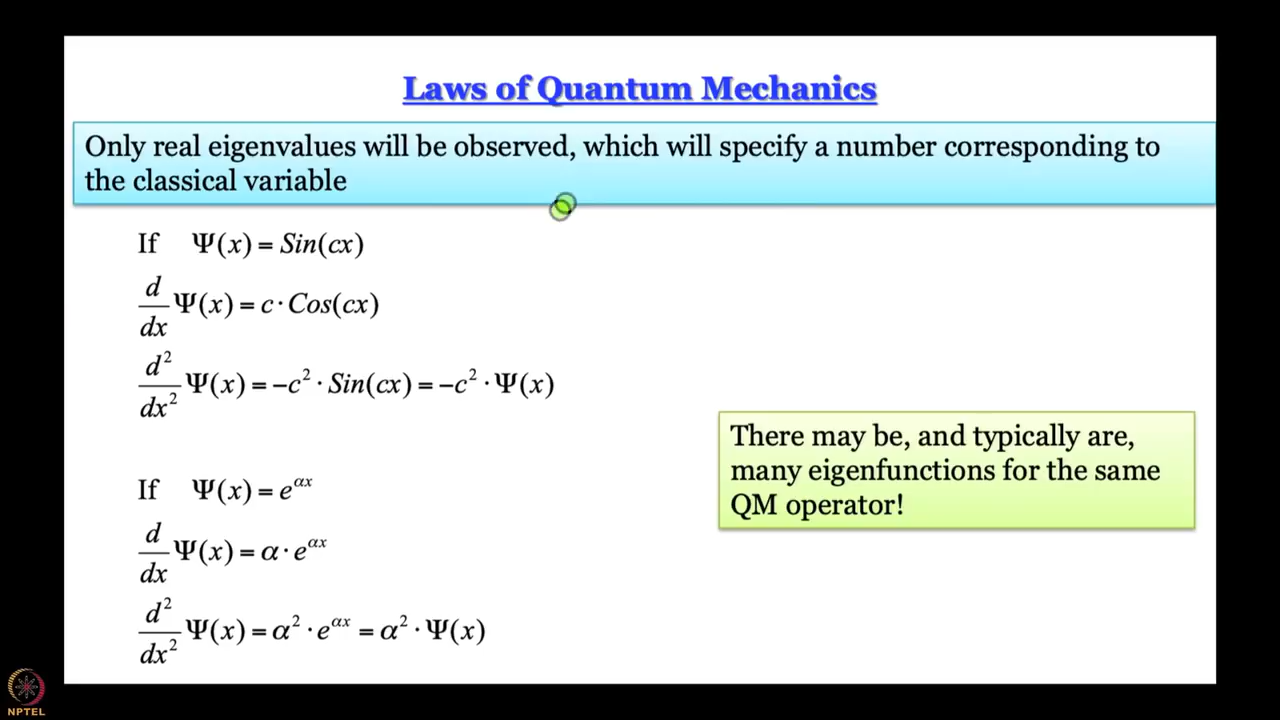 Laws of Quantum Mechanics
Only real eigenvalues will be observed, which will specify a number corresponding to
the classical variable
If Ψ(x) = Sin(cx)
d/dx Ψ(x) = c · Cos(cx)
d²/dx² Ψ(x) = −c² · Sin(cx) = −c² · Ψ(x)
There may be, and typically are,
many eigenfunctions for the same
QM operator!
If Ψ(x) = e^{αx}
d/dx Ψ(x) = α · e^{αx}
d²/dx² Ψ(x) = α² · e^{αx} = α² · Ψ(x)
NPTEL